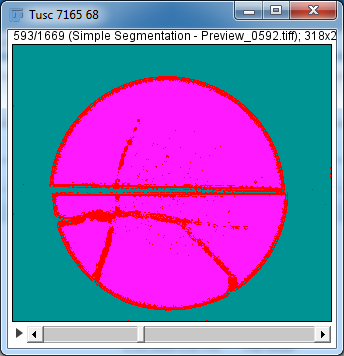 Tusc 7165 68
593/1669 (Simple Segmentation - Preview_0592.tiff); 318x2